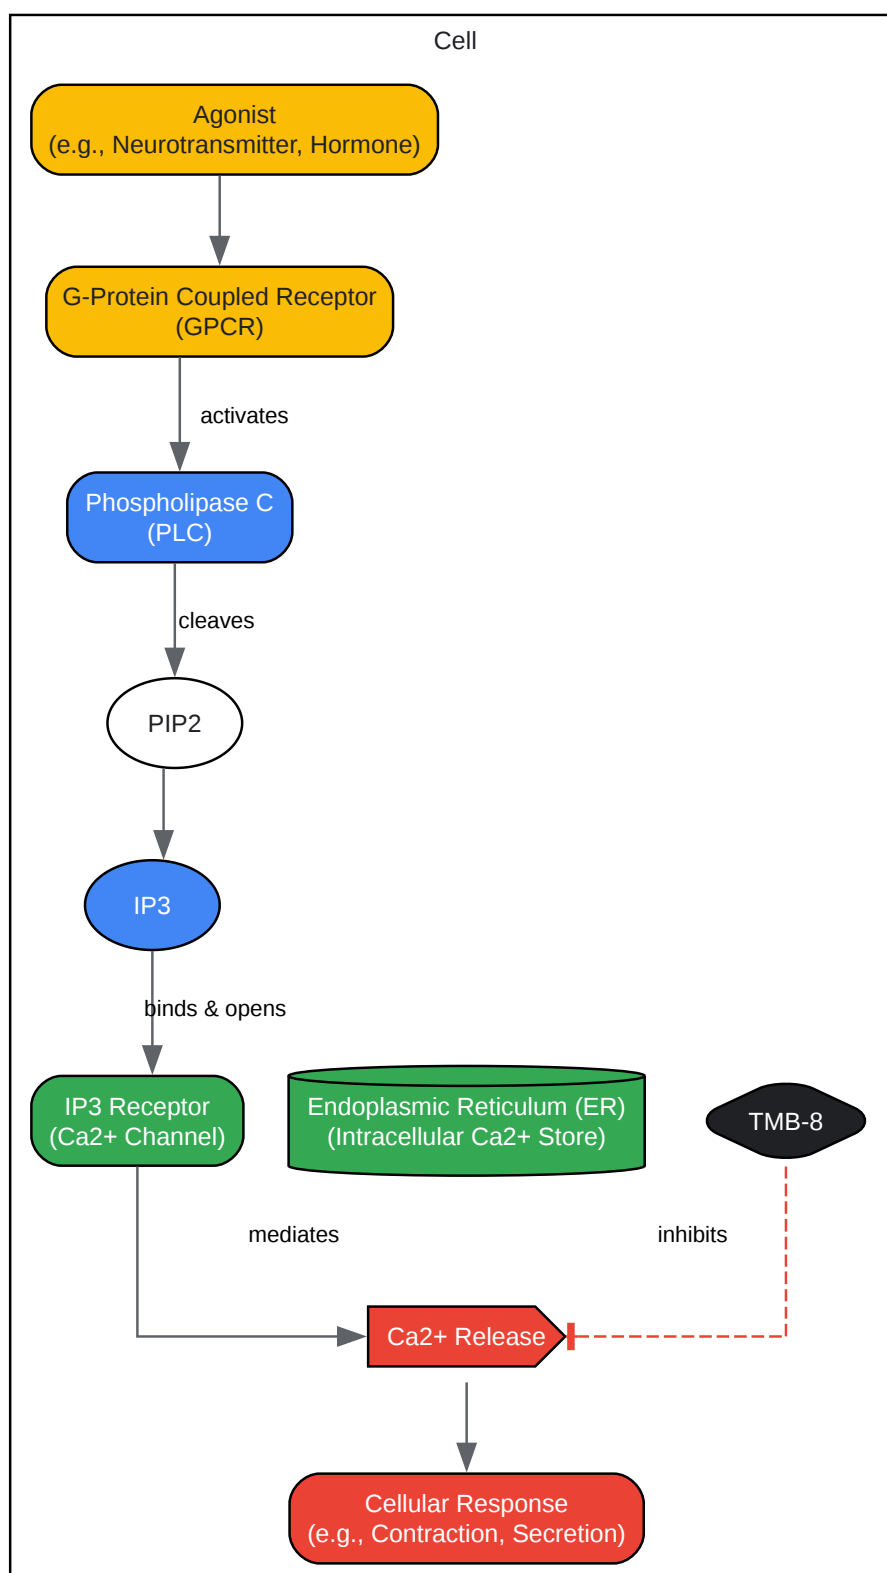 Cell
Agonist
(e.g., Neurotransmitter, Hormone)
G-Protein Coupled Receptor
(GPCR)
activates
Phospholipase C
(PLC)
cleaves
PIP2
IP3
binds & opens
IP3 Receptor
(Ca2+ Channel)
Endoplasmic Reticulum (ER)
(Intracellular Ca2+ Store)
TMB-8
mediates
inhibits
Ca2+ Release
Cellular Response
(e.g., Contraction, Secretion)